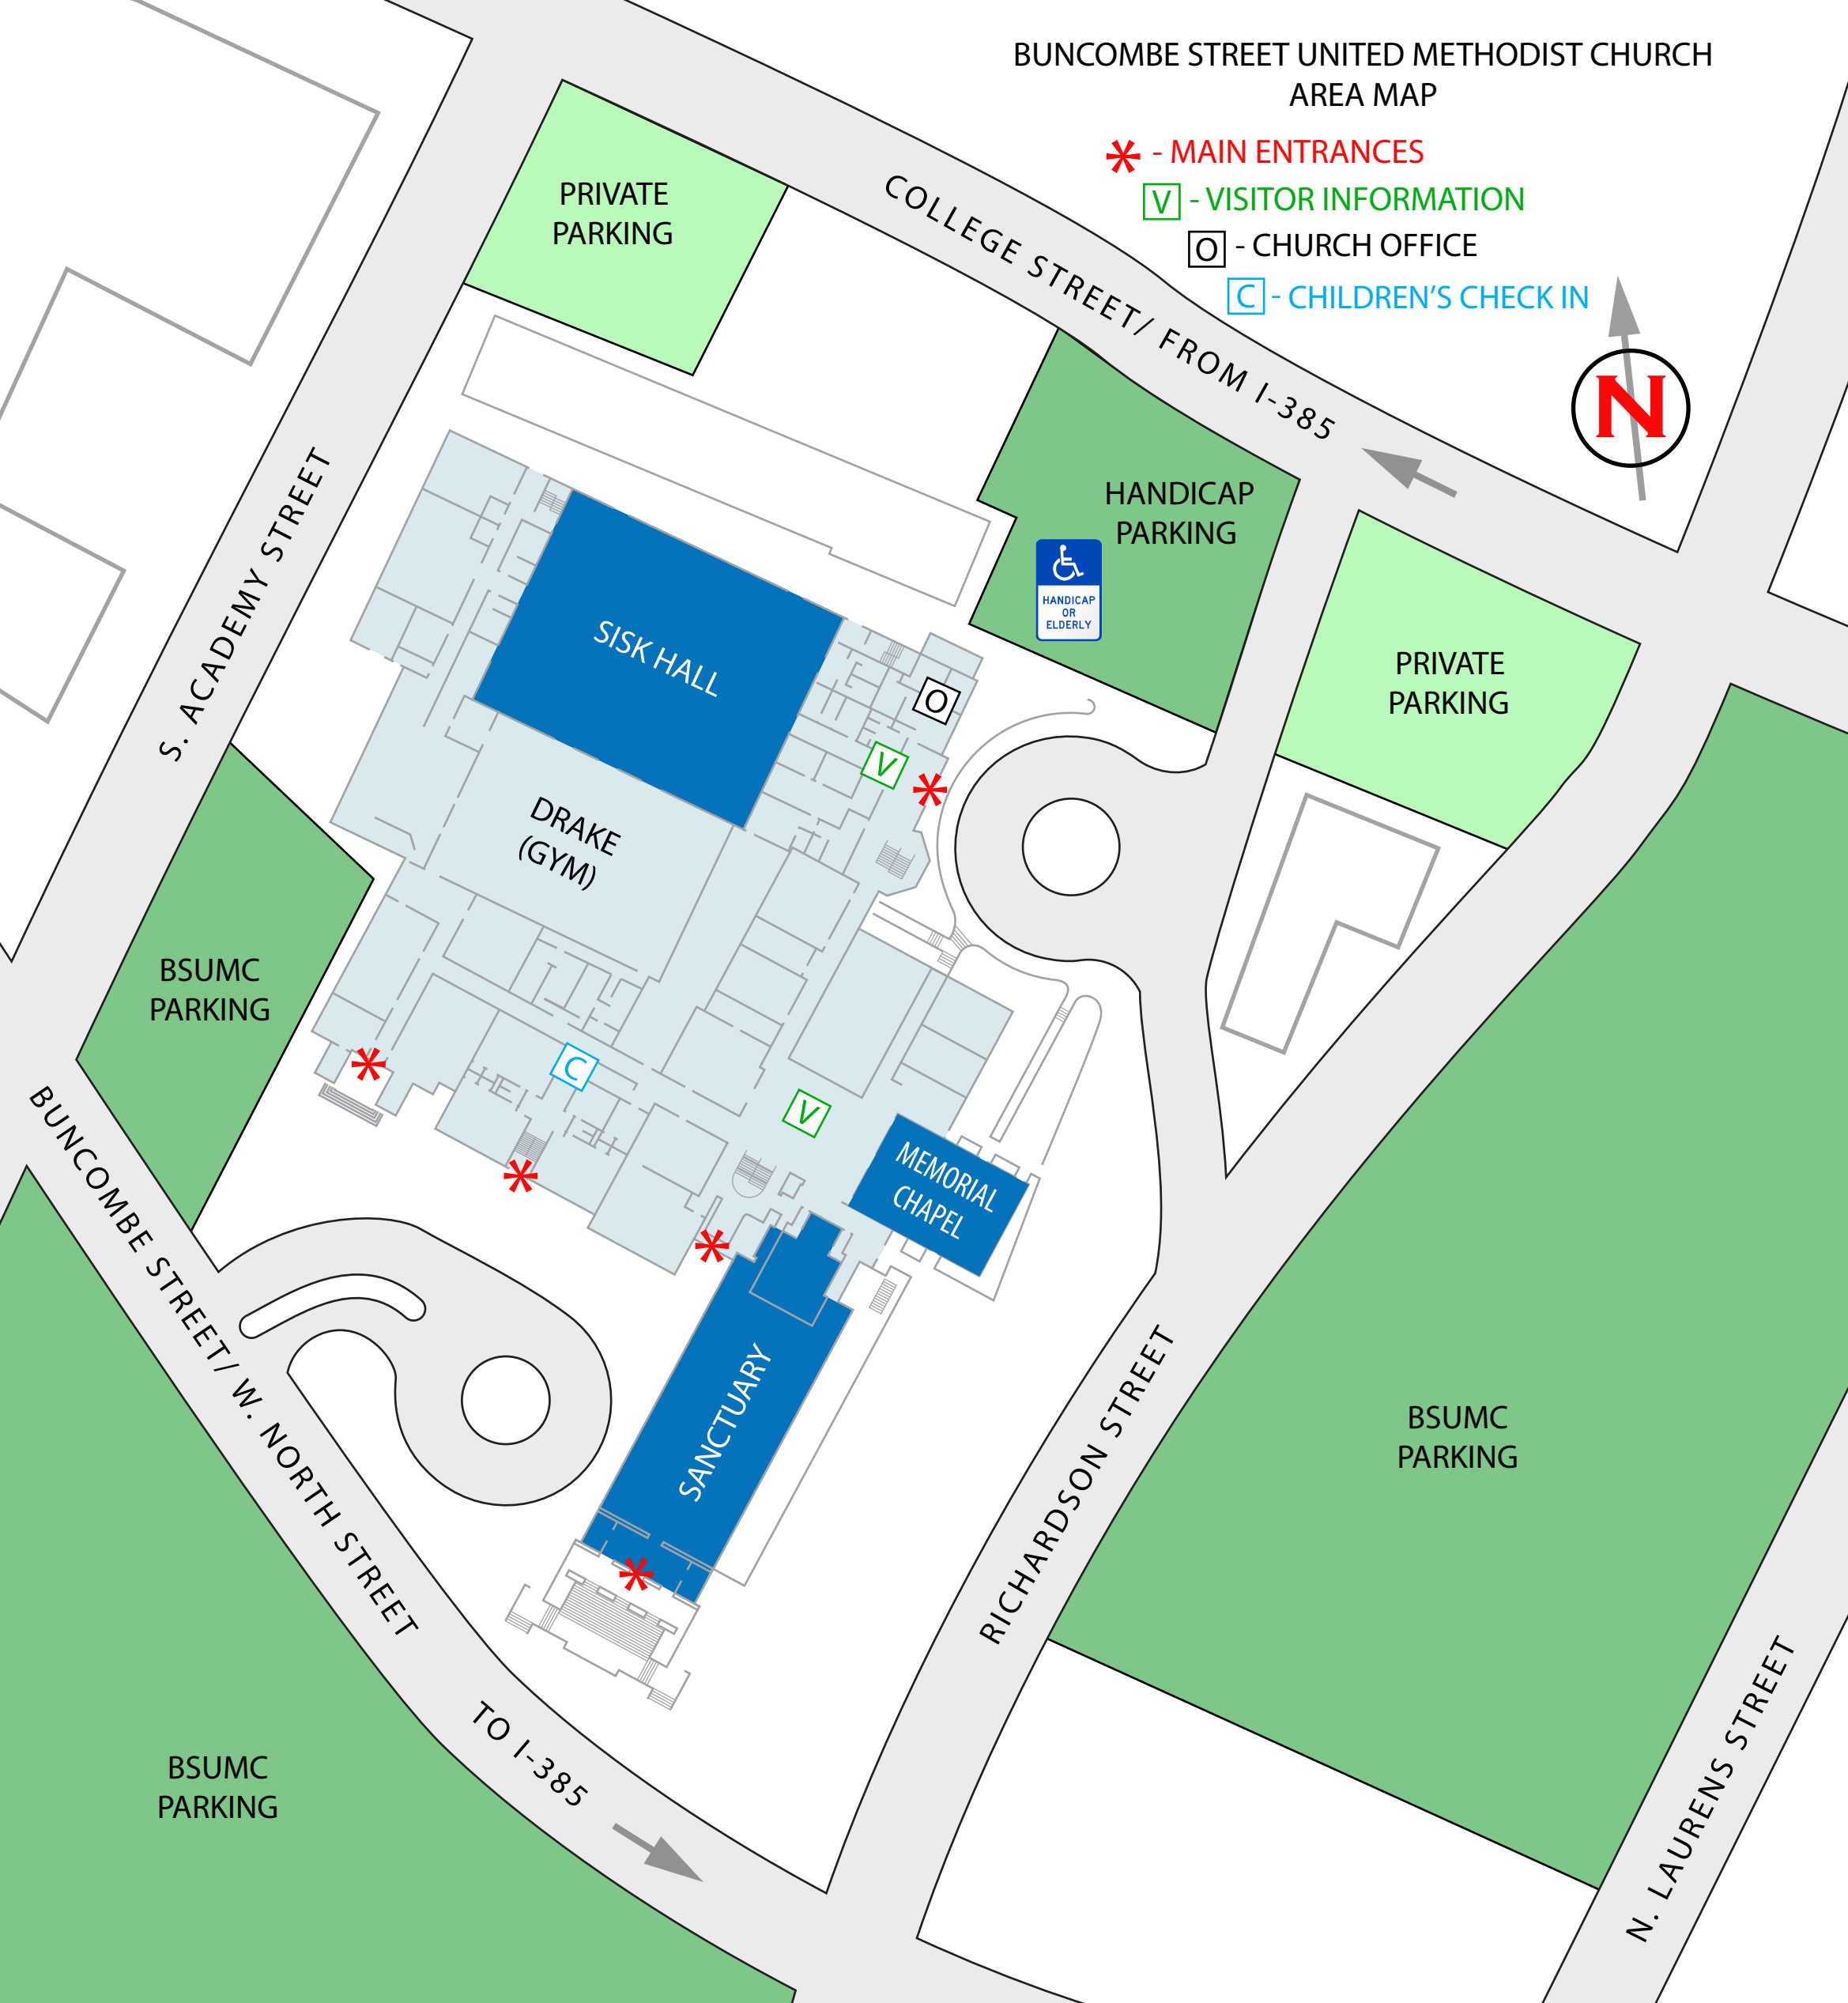 BUNCOMBE STREET UNITED METHODIST CHURCH
AREA MAP
* - MAIN ENTRANCES
V - VISITOR INFORMATION
O - CHURCH OFFICE
C - CHILDREN'S CHECK IN
N
PRIVATE
PARKING
COLLEGE STREET/ FROM I-385
HANDICAP
PARKING
HANDICAP
OR
ELDERLY
PRIVATE
PARKING
S. ACADEMY STREET
SISK HALL
O
V
*
DRAKE
(GYM)
BSUMC
PARKING
*
C
V
*
MEMORIAL
CHAPEL
*
SANCTUARY
*
BUNCOMBE STREET/ W. NORTH STREET
TO I-385
RICHARDSON STREET
BSUMC
PARKING
N. LAURENS STREET
BSUMC
PARKING